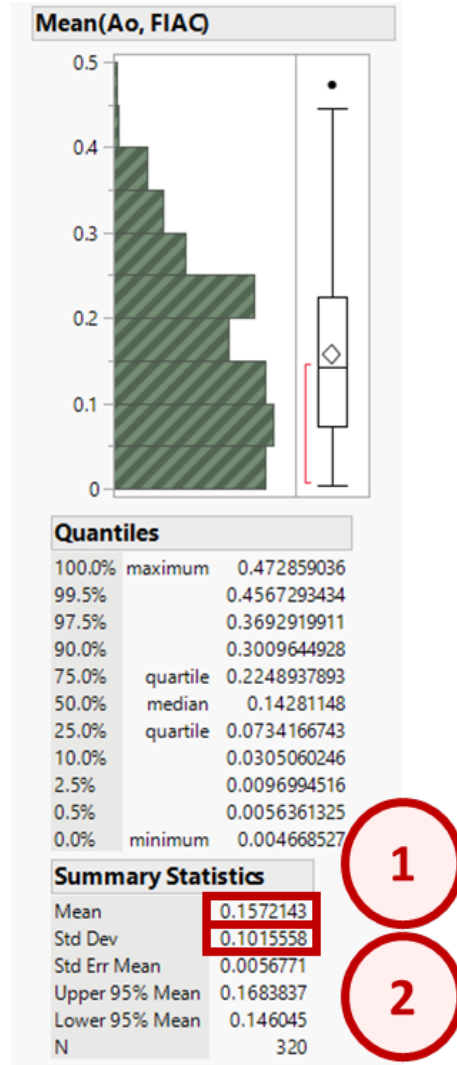 Mean(Ao, FIAC)
0.5
0.4
0.3
0.2
0.1
0
Quantiles
100.0% maximum 0.472859036
99.5% 0.4567293434
97.5% 0.3692919911
90.0% 0.3009644928
75.0% quartile 0.2248937893
50.0% median 0.14281148
25.0% quartile 0.0734166743
10.0% 0.0305060246
2.5% 0.0096994516
0.5% 0.0056361325
0.0% minimum 0.004668527
1
Summary Statistics
Mean 0.1572143
Std Dev 0.1015558
Std Err Mean 0.0056771
Upper 95% Mean 0.1683837
Lower 95% Mean 0.146045
N 320
2